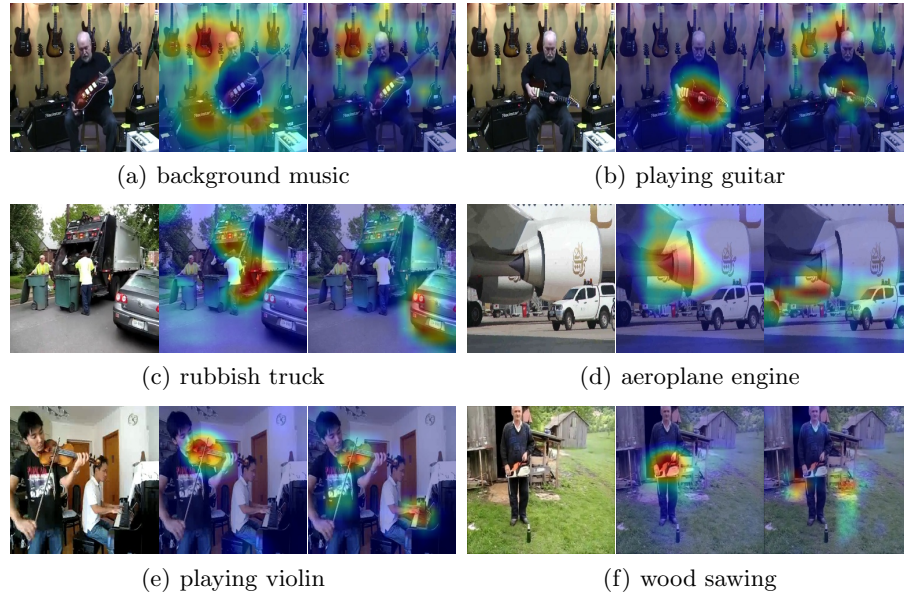 (a) background music
(b) playing guitar
(c) rubbish truck
(d) aeroplane engine
(e) playing violin
(f) wood sawing